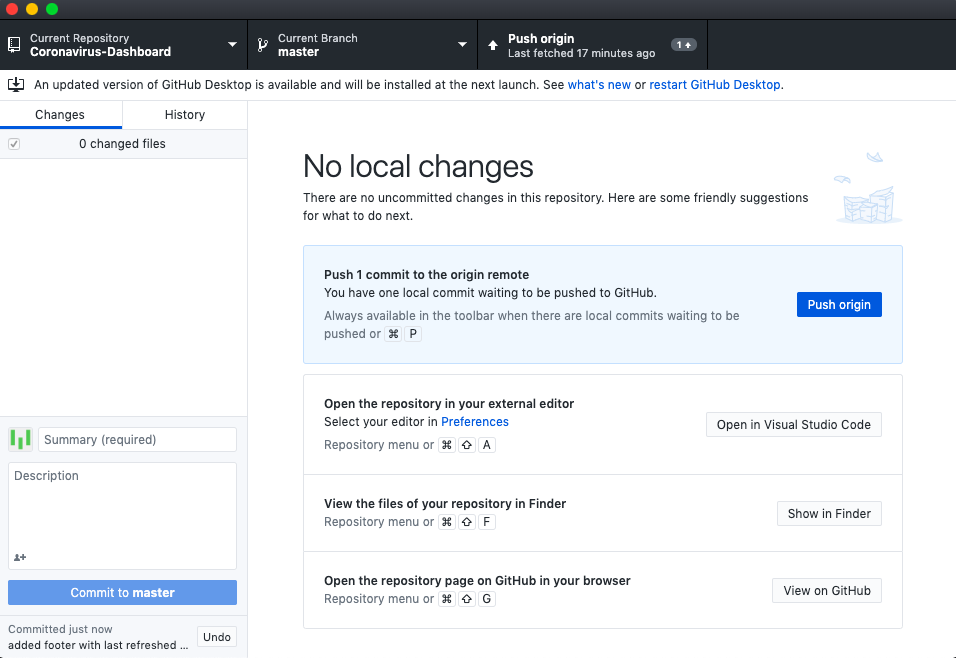 Current Repository
Coronavirus-Dashboard
Current Branch
master
Push origin
Last fetched 17 minutes ago
1
An updated version of GitHub Desktop is available and will be installed at the next launch. See what's new or restart GitHub Desktop.
Changes
History
0 changed files
No local changes
There are no uncommitted changes in this repository. Here are some friendly suggestions
for what to do next.
Push 1 commit to the origin remote
You have one local commit waiting to be pushed to GitHub.
Always available in the toolbar when there are local commits waiting to be
pushed or ⌘ P
Push origin
Open the repository in your external editor
Select your editor in Preferences
Repository menu or ⌘ ⇧ A
Open in Visual Studio Code
View the files of your repository in Finder
Repository menu or ⌘ ⇧ F
Show in Finder
Open the repository page on GitHub in your browser
Repository menu or ⌘ ⇧ G
View on GitHub
Summary (required)
Description
Commit to master
Committed just now
added footer with last refreshed ...
Undo